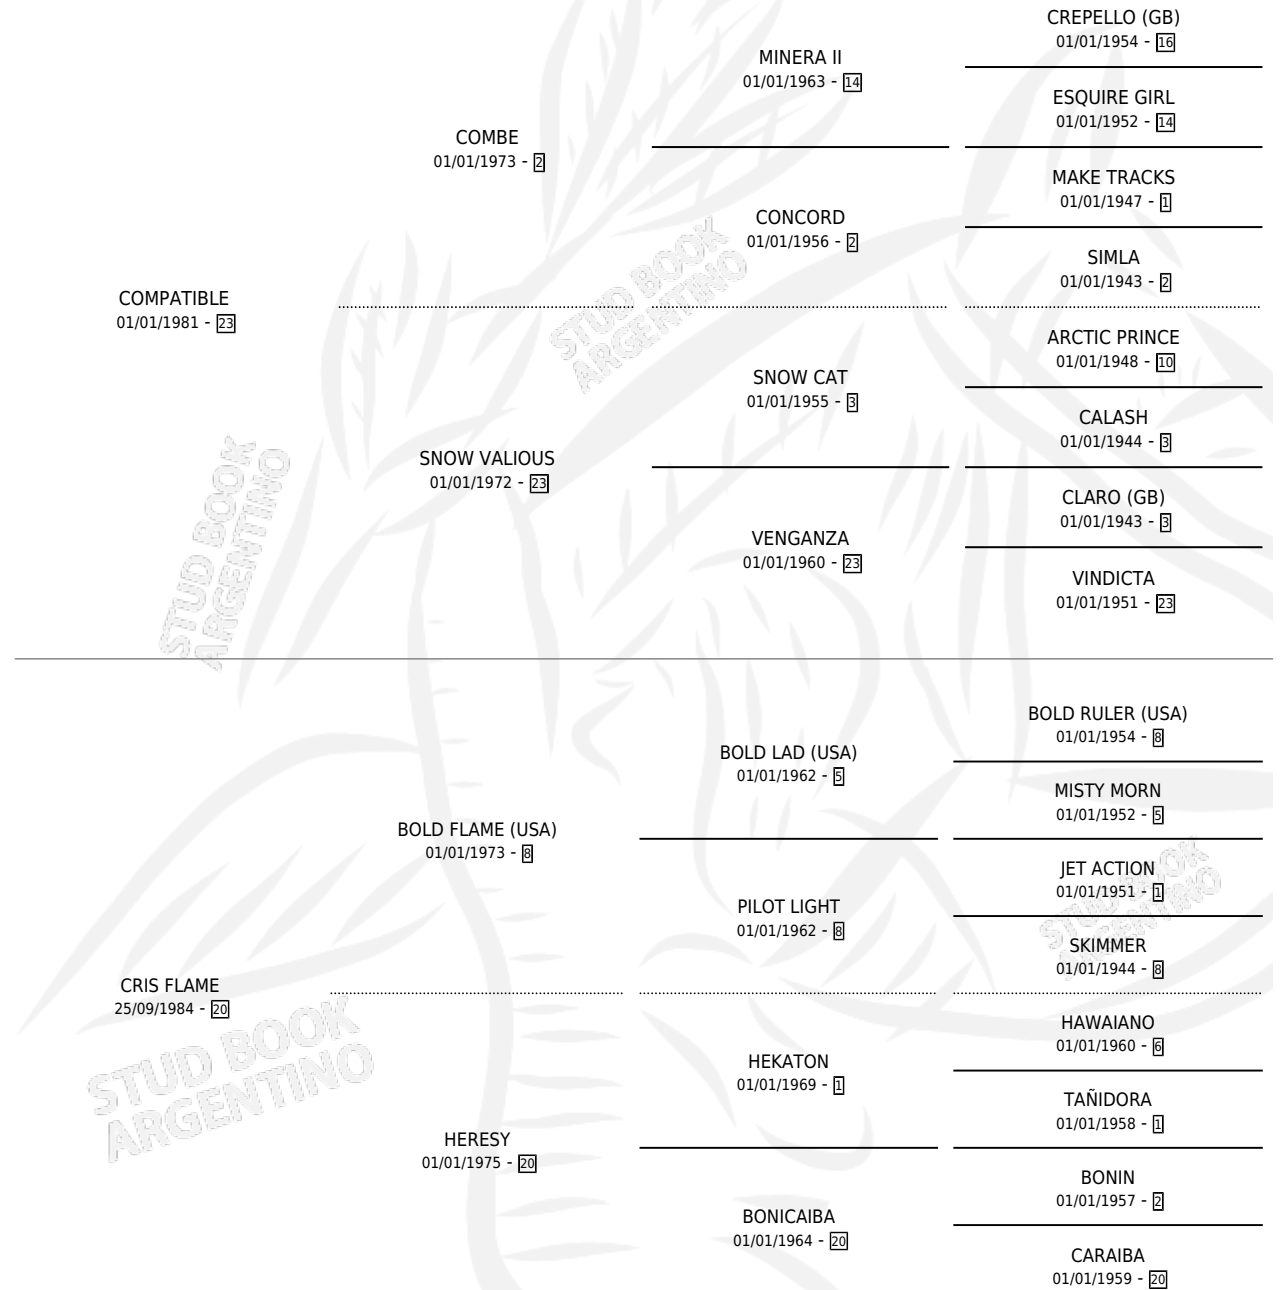 CREPELLO (GB)
01/01/1954 - 16
MINERA II
01/01/1963 - 14
ESQUIRE GIRL
01/01/1952 - 14
COMBE
01/01/1973 - 2
MAKE TRACKS
01/01/1947 - 1
CONCORD
01/01/1956 - 2
SIMLA
01/01/1943 - 2
COMPATIBLE
01/01/1981 - 23
STUD BOOK
ARGENTINO
ARCTIC PRINCE
01/01/1948 - 10
SNOW CAT
01/01/1955 - 3
CALASH
01/01/1944 - 3
SNOW VALIOUS
01/01/1972 - 23
CLARO (GB)
01/01/1943 - 3
VENGANZA
01/01/1960 - 23
VINDICTA
01/01/1951 - 23
STUD BOOK
ARGENTINO
BOLD RULER (USA)
01/01/1954 - 8
BOLD LAD (USA)
01/01/1962 - 5
MISTY MORN
01/01/1952 - 5
BOLD FLAME (USA)
01/01/1973 - 8
JET ACTION
01/01/1951 - 1
PILOT LIGHT
01/01/1962 - 8
SKIMMER
01/01/1944 - 8
STUD BOOK
ARGENTINO
CRIS FLAME
25/09/1984 - 20
HAWAIANO
01/01/1960 - 6
HEKATON
01/01/1969 - 1
TAÑIDORA
01/01/1958 - 1
STUD BOOK
ARGENTINO
HERESY
01/01/1975 - 20
BONIN
01/01/1957 - 2
BONICAIBA
01/01/1964 - 20
CARAIBA
01/01/1959 - 20